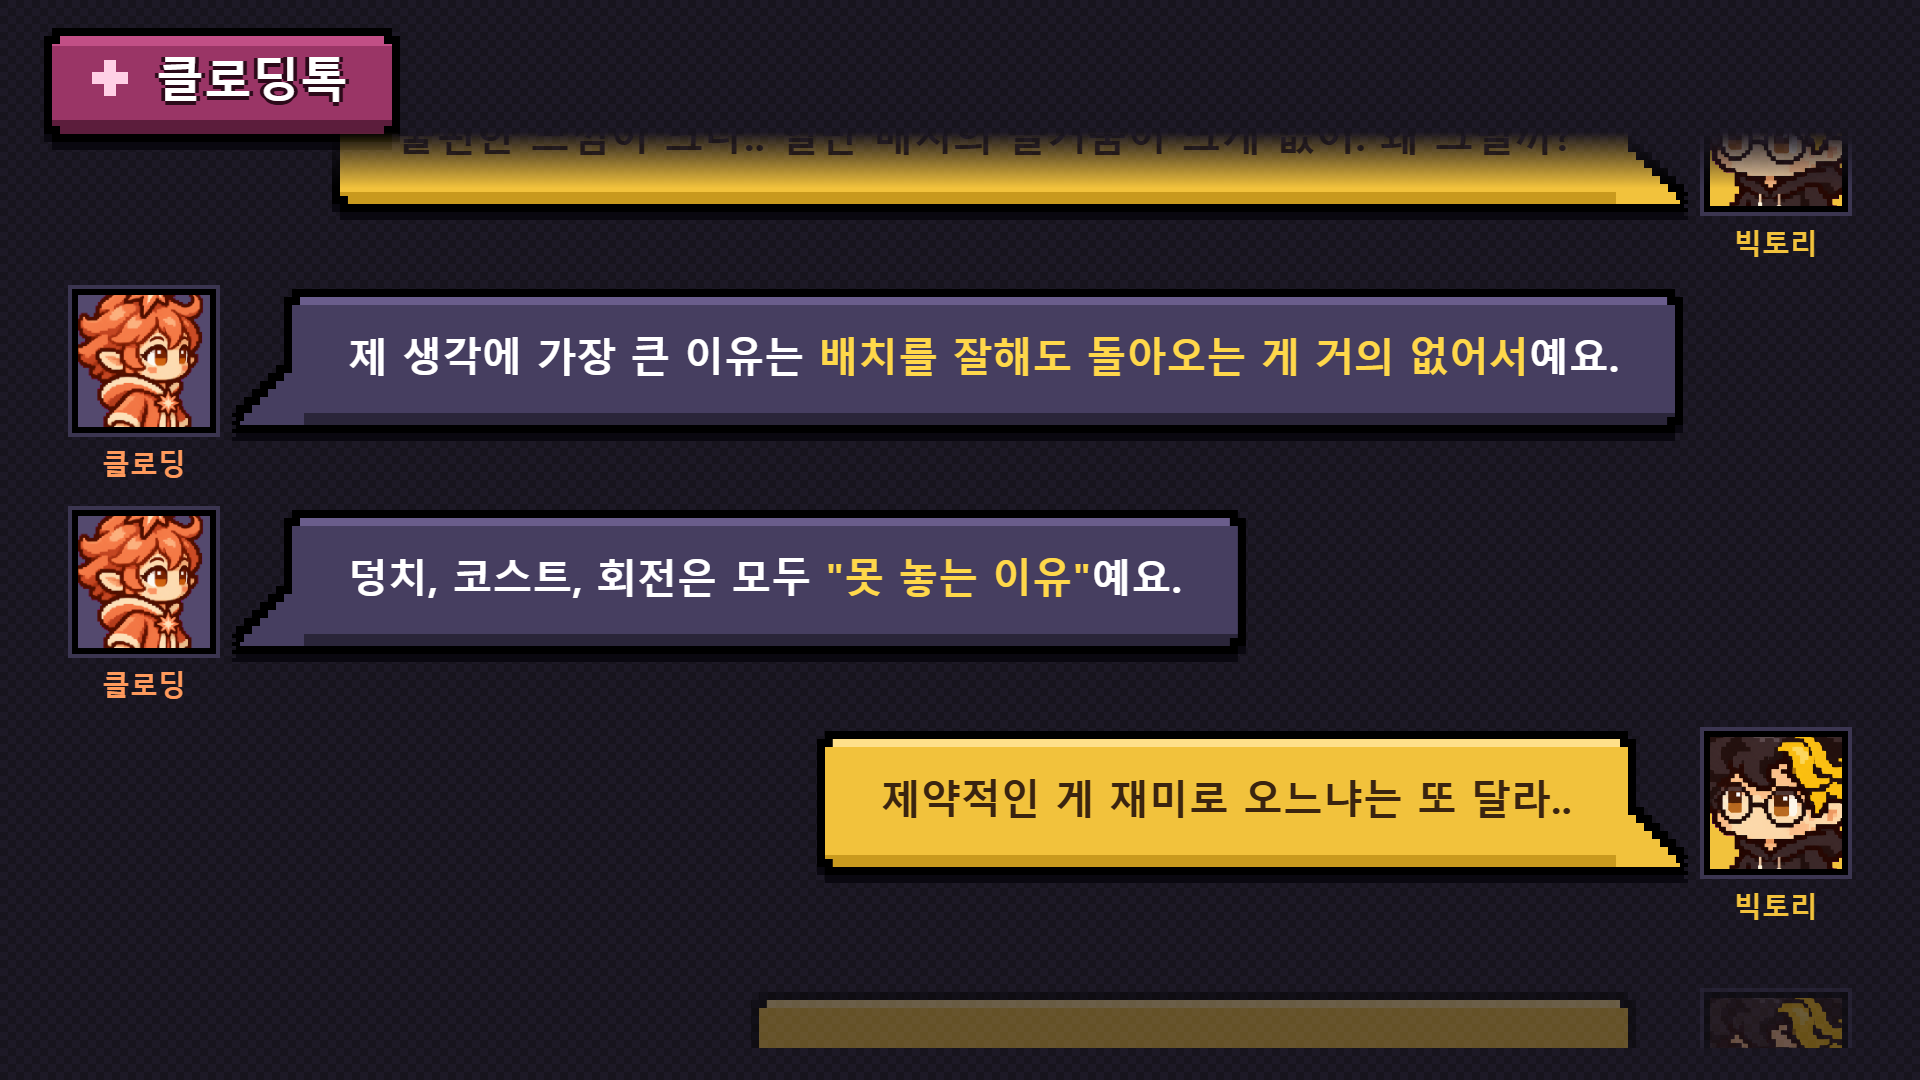 클로딩톡
빅토리
제 생각에 가장 큰 이유는 배치를 잘해도 돌아오는 게 거의 없어서예요.
클로딩
덩치, 코스트, 회전은 모두 "못 놓는 이유"예요.
클로딩
제약적인 게 재미로 오느냐는 또 달라..
빅토리